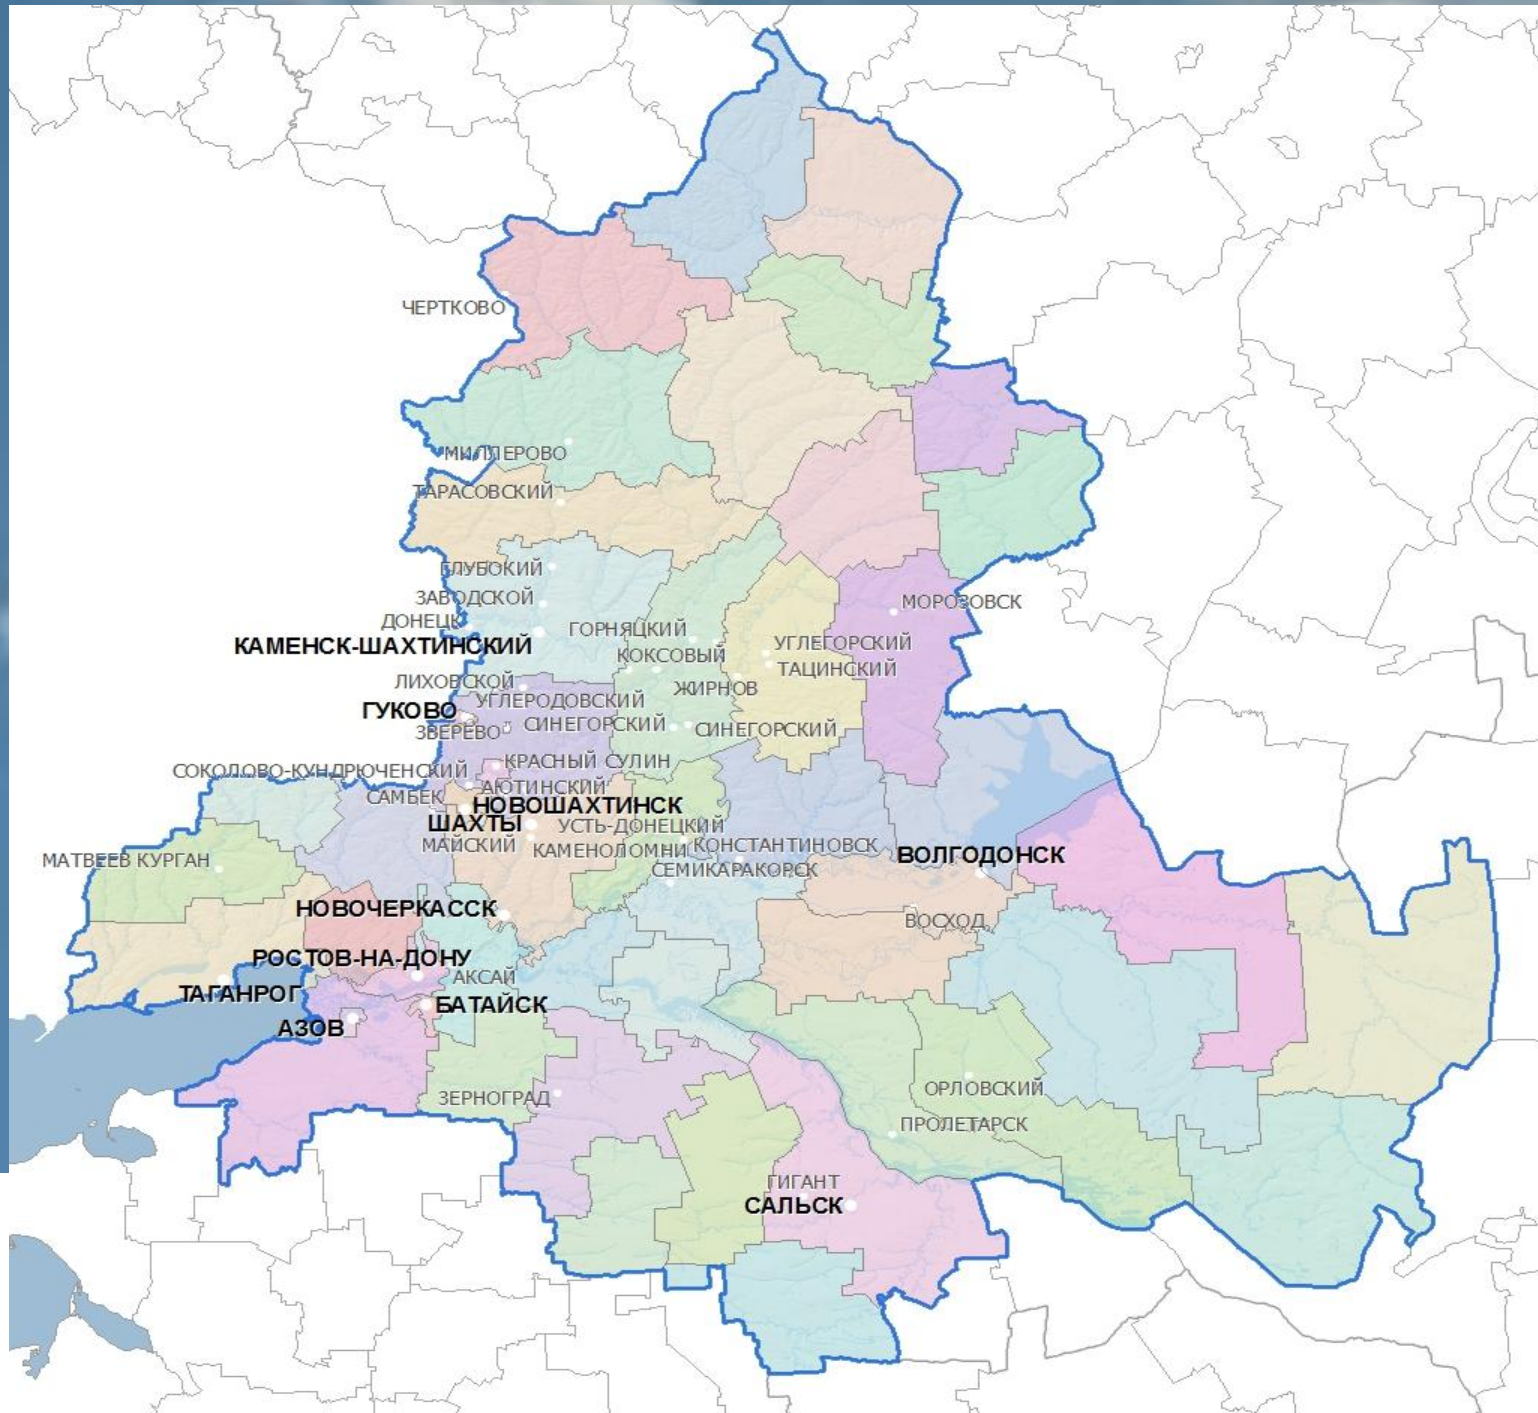 ЧЕРТКОВО
МИЛЛЕРОВО
ТАРАСОВСКИЙ
ГЛУБОКИЙ
ЗАВОДСКОЙ
МОРОЗОВСК
ДОНЕЦК
ГОРНЯЦКИЙ
КАМЕНСК-ШАХТИНСКИЙ
УГЛЕГОРСКИЙ
КОКСОВЫЙ
ТАЦИНСКИЙ
ЛИХОВСКОЙ
ЖИРНОВ
УГЛЕРОДОВСКИЙ
ГУКОВО
СИНЕГОРСКИЙ
СИНЕГОРСКИЙ
ЗВЕРЕВО
КРАСНЫЙ СУЛИН
СОКОЛОВО-КУНДРЮЧЕНСКИЙ
АЮТИНСКИЙ
САМБЕК
НОВОШАХТИНСК
ШАХТЫ
УСТЬ-ДОНЕЦКИЙ
МАЙСКИЙ
КАМЕНОЛОМНИ
КОНСТАНТИНОВСК
ВОЛГОДОНСК
МАТВЕЕВ КУРГАН
СЕМИКАРАКОРСК
НОВОЧЕРКАССК
ВОСХОД
РОСТОВ-НА-ДОНУ
АКСАЙ
ТАГАНРОГ
БАТАЙСК
АЗОВ
ОРЛОВСКИЙ
ЗЕРНОГРАД
ПРОЛЕТАРСК
ГИГАНТ
САЛЬСК